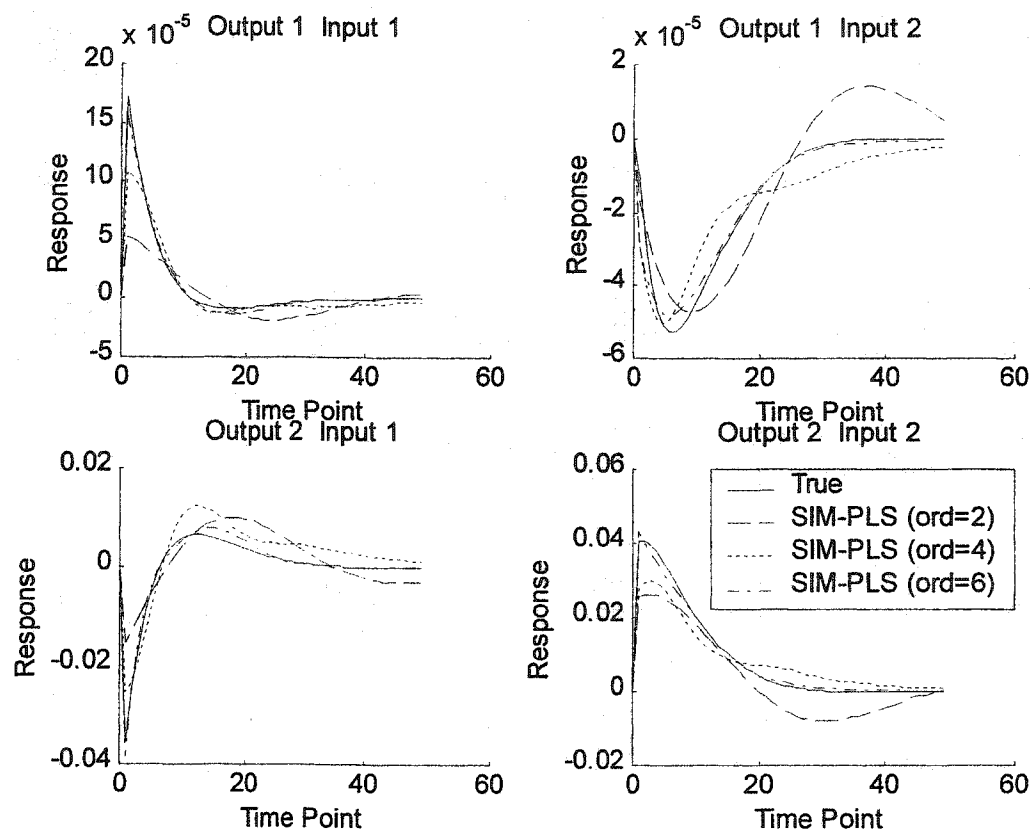 x 10⁻⁵ Output 1 Input 1
20
15
10
5
0
-5
Response
0 20 40 60
Time Point
x 10⁻⁵ Output 1 Input 2
2
0
-2
-4
-6
Response
0 20 40 60
Time Point
Output 2 Input 1
0.02
0
-0.02
-0.04
Response
0 20 40 60
Time Point
Output 2 Input 2
0.06
0.04
0.02
0
-0.02
Response
0 20 40 60
Time Point
True
SIM-PLS (ord=2)
SIM-PLS (ord=4)
SIM-PLS (ord=6)